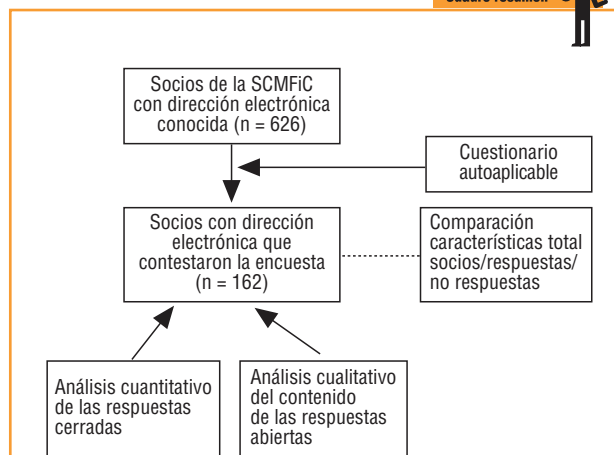 Socios de la SCMFiC
con dirección electrónica
conocida (n = 626)
Cuestionario
autoaplicable
Socios con dirección
electrónica que
contestaron la encuesta
(n = 162)
Comparación
características total
socios/respuestas/
no respuestas
Análisis cuantitativo
de las respuestas
cerradas
Análisis cualitativo
del contenido
de las respuestas
abiertas